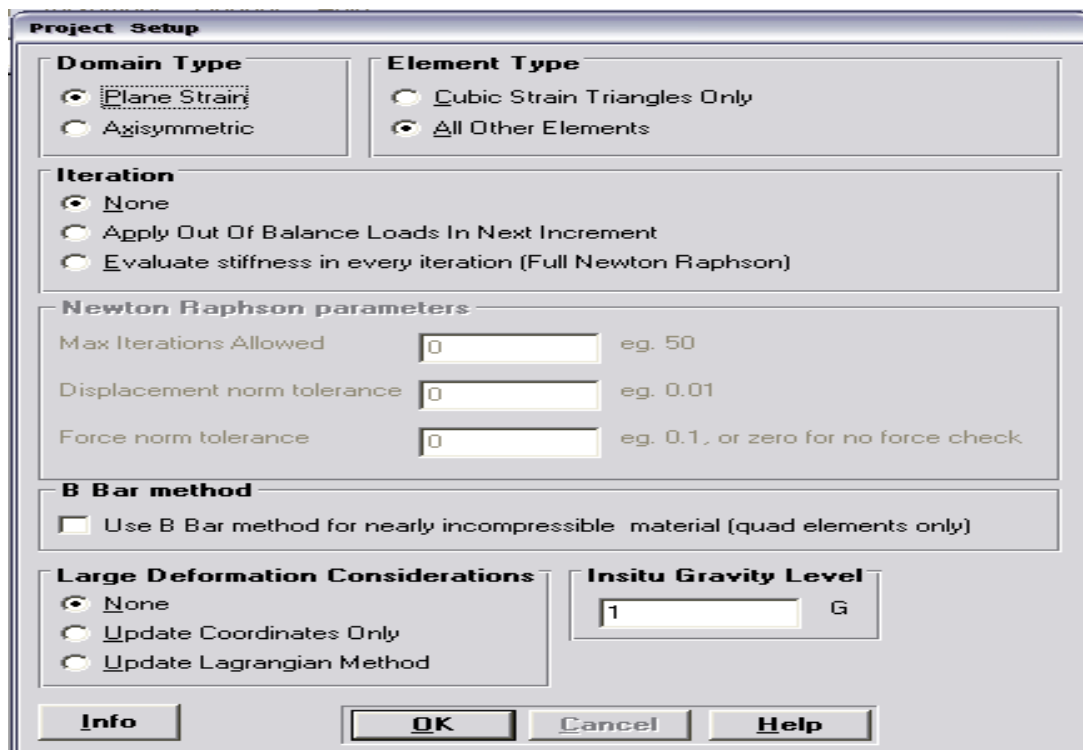 Project Setup
Domain Type
Plane Strain
Axisymmetric
Element Type
Cubic Strain Triangles Only
All Other Elements
Iteration
None
Apply Out Of Balance Loads In Next Increment
Evaluate stiffness in every iteration (Full Newton Raphson)
Newton Raphson parameters
Max Iterations Allowed 0 eg. 50
Displacement norm tolerance 0 eg. 0.01
Force norm tolerance 0 eg. 0.1, or zero for no force check
B Bar method
Use B Bar method for nearly incompressible material (quad elements only)
Large Deformation Considerations
None
Update Coordinates Only
Update Lagrangian Method
Insitu Gravity Level
1 G
Info OK Cancel Help